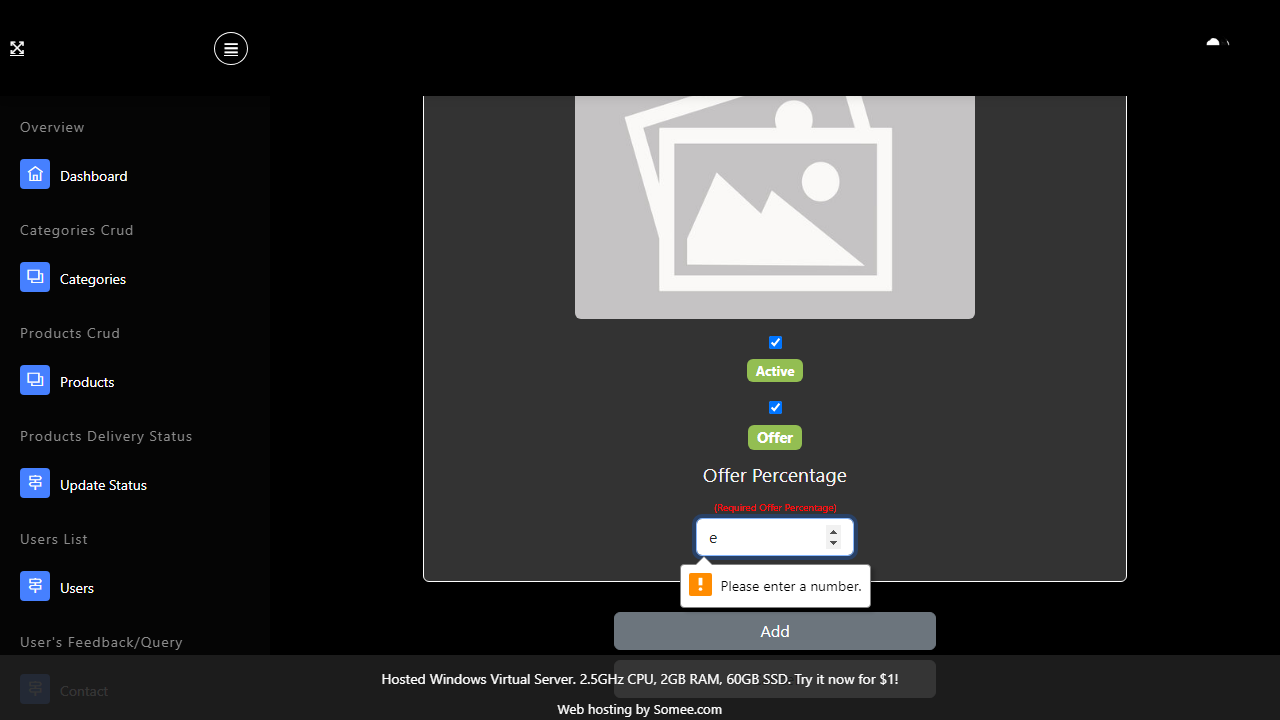 Overview
Dashboard
Categories Crud
Categories
Products Crud
Products
Products Delivery Status
Update Status
Users List
Users
User's Feedback/Query
Contact
Active
Offer
Offer Percentage
(Required Offer Percentage)
e
Please enter a number.
Add
Hosted Windows Virtual Server. 2.5GHz CPU, 2GB RAM, 60GB SSD. Try it now for $1!
Web hosting by Somee.com